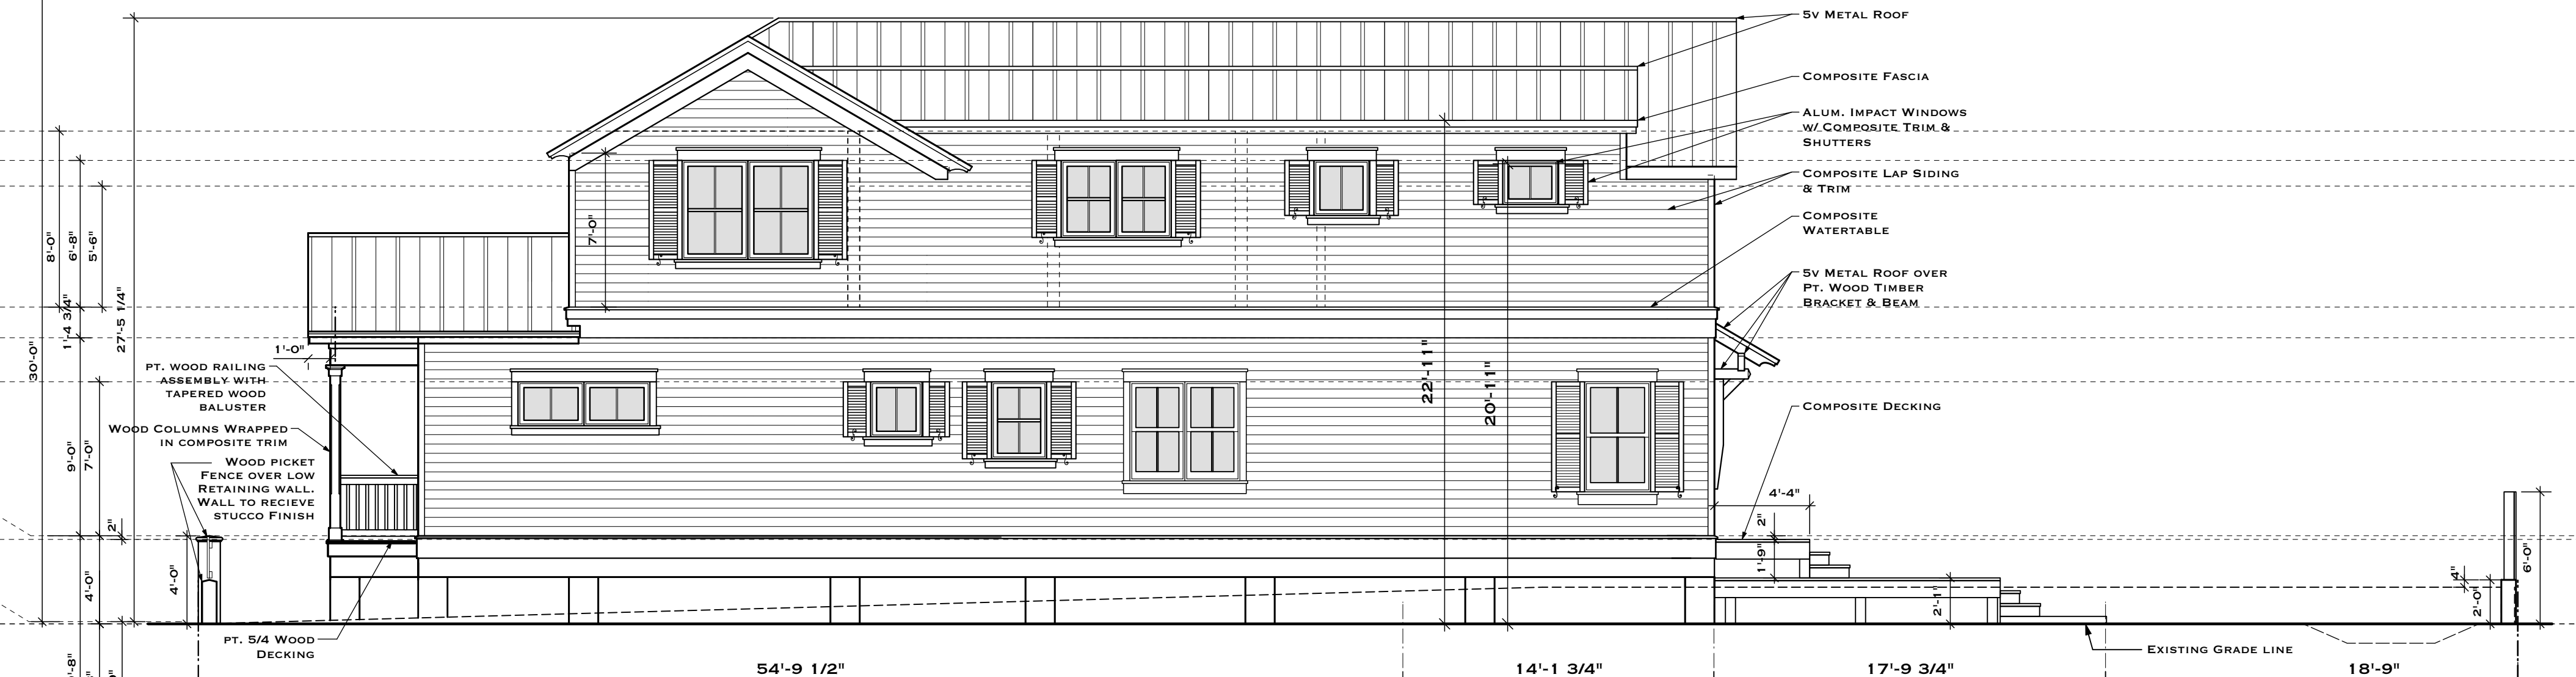 5v Metal Roof
Composite Fascia
Alum. Impact Windows
w/ Composite Trim &
Shutters
Composite Lap Siding
& Trim
Composite
Watertable
5v Metal Roof over
Pt. Wood Timber
Bracket & Beam
Composite Decking
Existing Grade line
pt. wood railing
assembly with
tapered wood
baluster
Wood Columns Wrapped
in composite trim
Wood picket
Fence over low
Retaining wall.
Wall to recieve
stucco Finish
pt. 5/4 Wood
Decking
30'-0"
8'-0"
6'-8"
5'-6"
1'-4 3/4"
27'-5 1/4"
9'-0"
7'-0"
2"
4'-0"
4'-0"
1'-0"
7'-0"
22'-11"
20'-11"
4'-4"
2"
1'-9"
2'-1"
4"
2'-0"
6'-0"
54'-9 1/2"
14'-1 3/4"
17'-9 3/4"
18'-9"